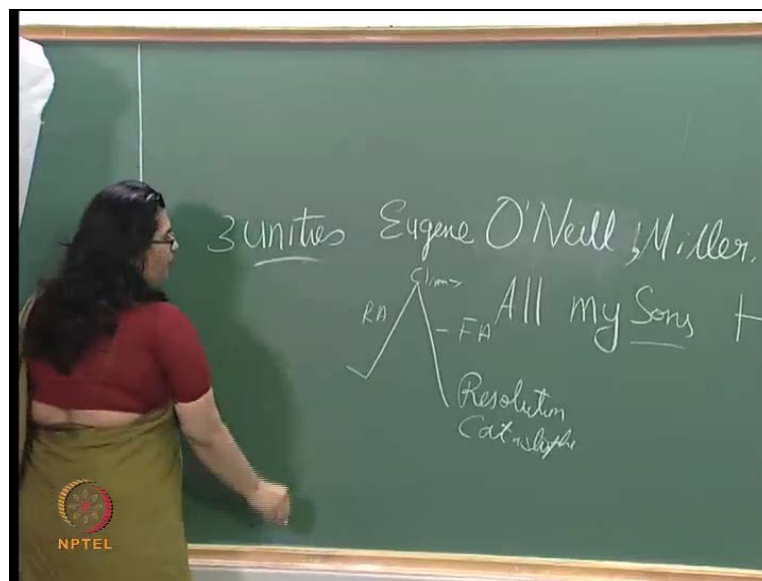 3 unities Eugene O'Neill, Miller.
Climax
RA
All my Sons H
FA
Resolution
Catastrophe
NPTEL